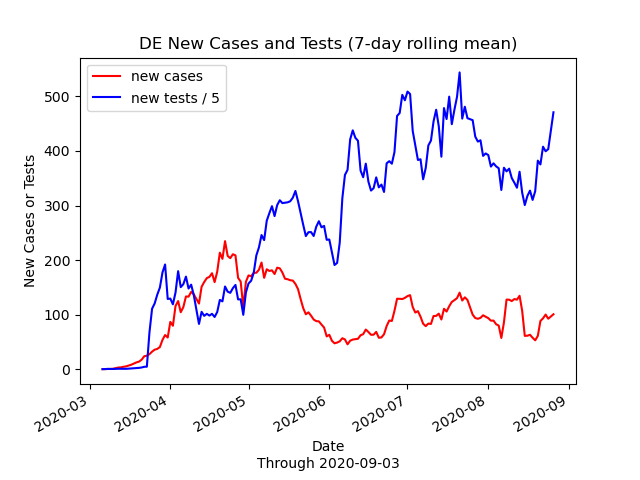 DE New Cases and Tests (7-day rolling mean)
new cases
new tests / 5
New Cases or Tests
500
400
300
200
100
0
2020-03
2020-04
2020-05
2020-06
2020-07
2020-08
2020-09
Date
Through 2020-09-03